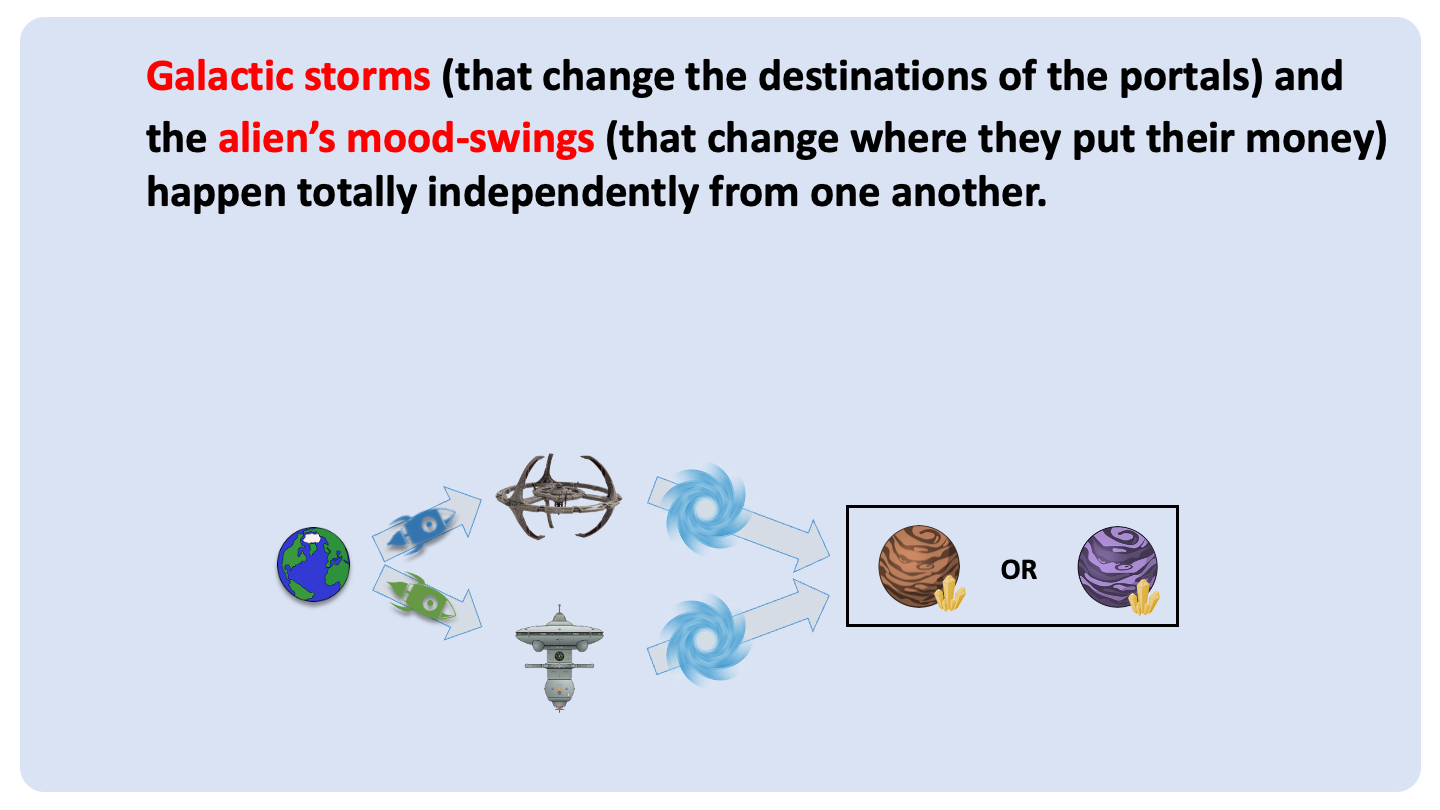 Galactic storms (that change the destinations of the portals) and
the alien’s mood-swings (that change where they put their money)
happen totally independently from one another.
OR